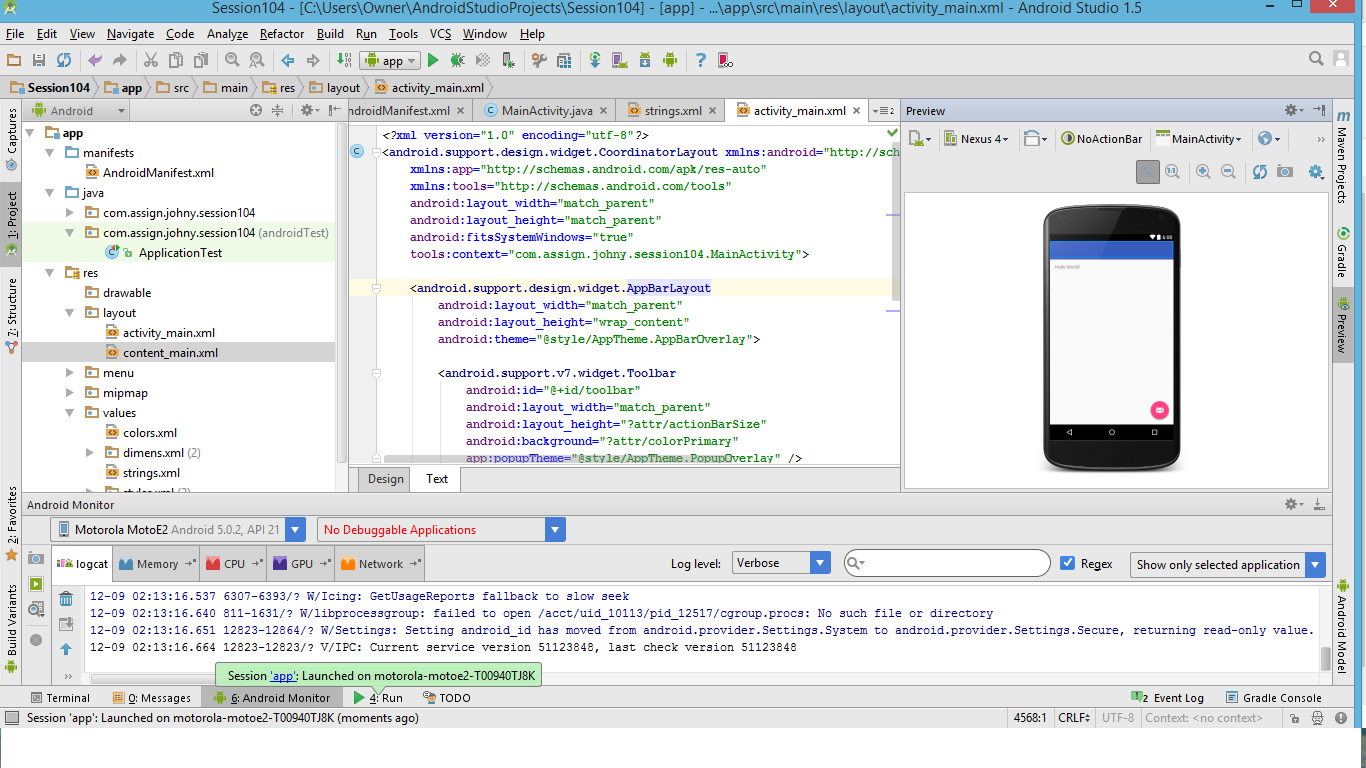 Session104 - [C:\Users\Owner\AndroidStudioProjects\Session104] - [app] - ...\app\src\main\res\layout\activity_main.xml - Android Studio 1.5
File Edit View Navigate Code Analyze Refactor Build Run Tools VCS Window Help
app
Session104 app src main res layout activity_main.xml
Captures
1: Project
7: Structure
2: Favorites
Build Variants
Android
app
manifests
AndroidManifest.xml
java
com.assign.johny.session104
com.assign.johny.session104 (androidTest)
ApplicationTest
res
drawable
layout
activity_main.xml
content_main.xml
menu
mipmap
values
colors.xml
dimens.xml (2)
strings.xml
ndroidManifest.xml MainActivity.java strings.xml activity_main.xml 2
<?xml version="1.0" encoding="utf-8"?>
<android.support.design.widget.CoordinatorLayout xmlns:android="http://sch
xmlns:app="http://schemas.android.com/apk/res-auto"
xmlns:tools="http://schemas.android.com/tools"
android:layout_width="match_parent"
android:layout_height="match_parent"
android:fitsSystemWindows="true"
tools:context="com.assign.johny.session104.MainActivity">
<android.support.design.widget.AppBarLayout
android:layout_width="match_parent"
android:layout_height="wrap_content"
android:theme="@style/AppTheme.AppBarOverlay">
<android.support.v7.widget.Toolbar
android:id="@+id/toolbar"
android:layout_width="match_parent"
android:layout_height="?attr/actionBarSize"
android:background="?attr/colorPrimary"
app:popupTheme="@style/AppTheme.PopupOverlay" />
Design Text
Preview
Nexus 4 NoActionBar MainActivity
6:00
Hello World!
Maven Projects
Gradle
Preview
Android Model
Android Monitor
Motorola MotoE2 Android 5.0.2, API 21 No Debuggable Applications
logcat Memory CPU GPU Network Log level: Verbose Regex Show only selected application
12-09 02:13:16.537 6307-6393/? W/Icing: GetUsageReports fallback to slow seek
12-09 02:13:16.640 811-1631/? W/libprocessgroup: failed to open /acct/uid_10113/pid_12517/cgroup.procs: No such file or directory
12-09 02:13:16.651 12823-12864/? W/Settings: Setting android_id has moved from android.provider.Settings.System to android.provider.Settings.Secure, returning read-only value.
12-09 02:13:16.664 12823-12823/? V/IPC: Current service version 51123848, last check version 51123848
Session 'app': Launched on motorola-motoe2-T00940TJ8K
Terminal 0: Messages 6: Android Monitor 4: Run TODO 2 Event Log Gradle Console
Session 'app': Launched on motorola-motoe2-T00940TJ8K (moments ago) 4568:1 CRLF UTF-8 Context: <no context>